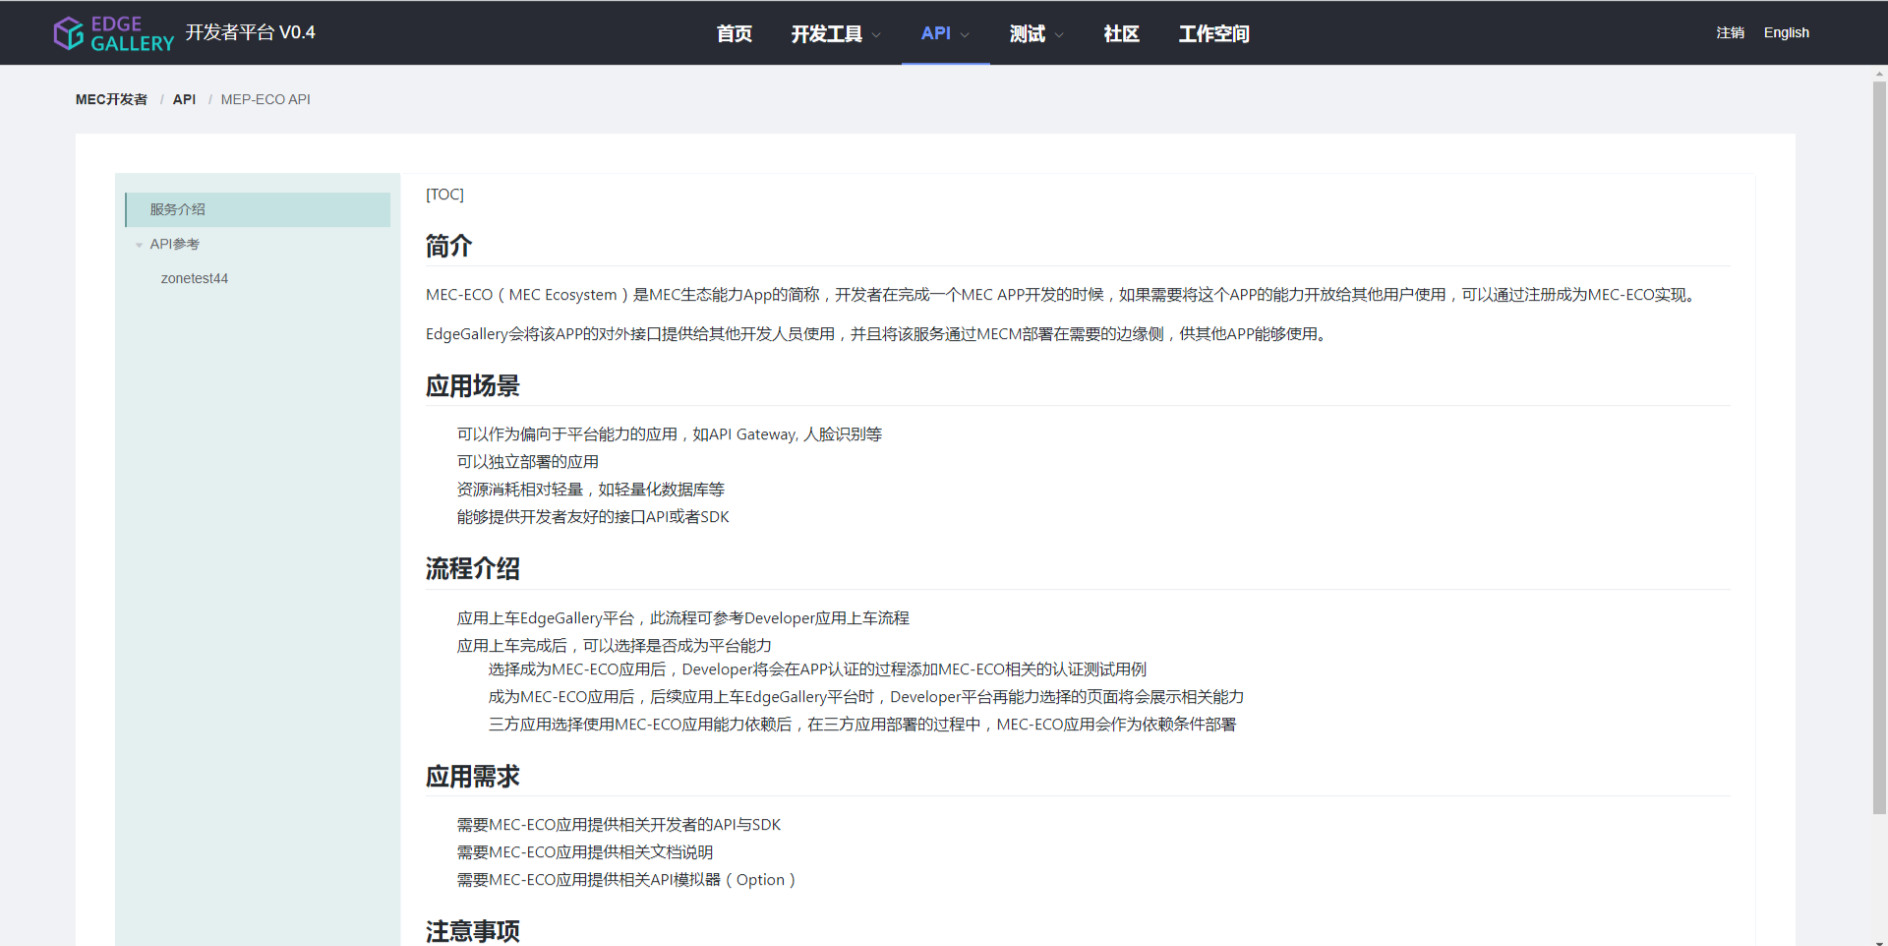 EDGE
GALLERY
开发者平台 V0.4
首页
开发工具
API
测试
社区
工作空间
注销
English
MEC开发者 / API / MEP-ECO API
服务介绍
API参考
zonetest44
[TOC]
简介
MEC-ECO（MEC Ecosystem）是MEC生态能力App的简称，开发者在完成一个MEC APP开发的时候，如果需要将这个APP的能力开放给其他用户使用，可以通过注册成为MEC-ECO实现。
EdgeGallery会将该APP的对外接口提供给其他开发人员使用，并且将该服务通过MECM部署在需要的边缘侧，供其他APP能够使用。
应用场景
可以作为偏向于平台能力的应用，如API Gateway, 人脸识别等
可以独立部署的应用
资源消耗相对轻量，如轻量化数据库等
能够提供开发者友好的接口API或者SDK
流程介绍
应用上车EdgeGallery平台，此流程可参考Developer应用上车流程
应用上车完成后，可以选择是否成为平台能力
选择成为MEC-ECO应用后，Developer将会在APP认证的过程添加MEC-ECO相关的认证测试用例
成为MEC-ECO应用后，后续应用上车EdgeGallery平台时，Developer平台再能力选择的页面将会展示相关能力
三方应用选择使用MEC-ECO应用能力依赖后，在三方应用部署的过程中，MEC-ECO应用会作为依赖条件部署
应用需求
需要MEC-ECO应用提供相关开发者的API与SDK
需要MEC-ECO应用提供相关文档说明
需要MEC-ECO应用提供相关API模拟器（Option）
注意事项